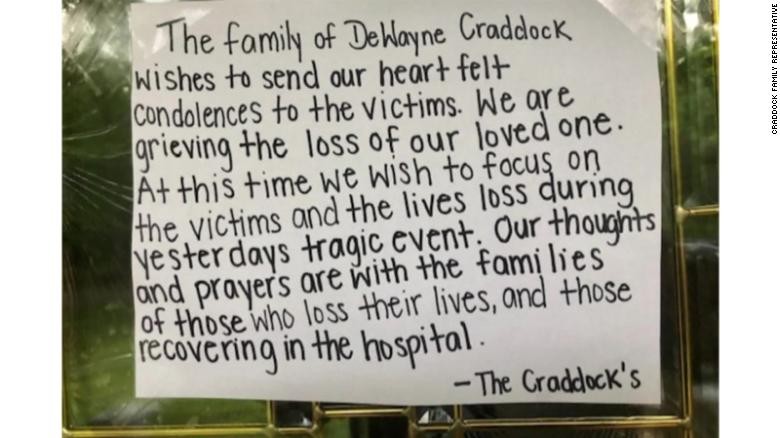 The family of DeWayne Craddock
wishes to send our heart felt
condolences to the victims. We are
grieving the loss of our loved one.
At this time we wish to focus on
the victims and the lives loss during
yesterdays tragic event. Our thoughts
and prayers are with the families
of those who loss their lives, and those
recovering in the hospital.
- The Craddock's
CRADDOCK FAMILY REPRESENTATIVE